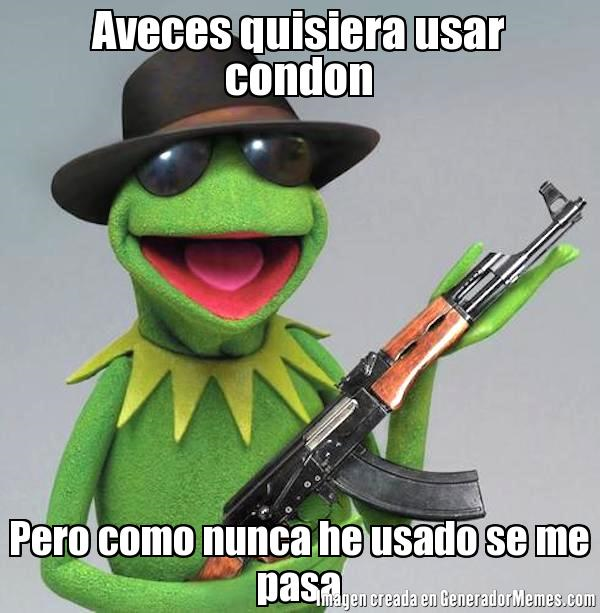 Aveces quisiera usar
condon
Pero como nunca he usado se me
pasa
Imagen creada en GeneradorMemes.com